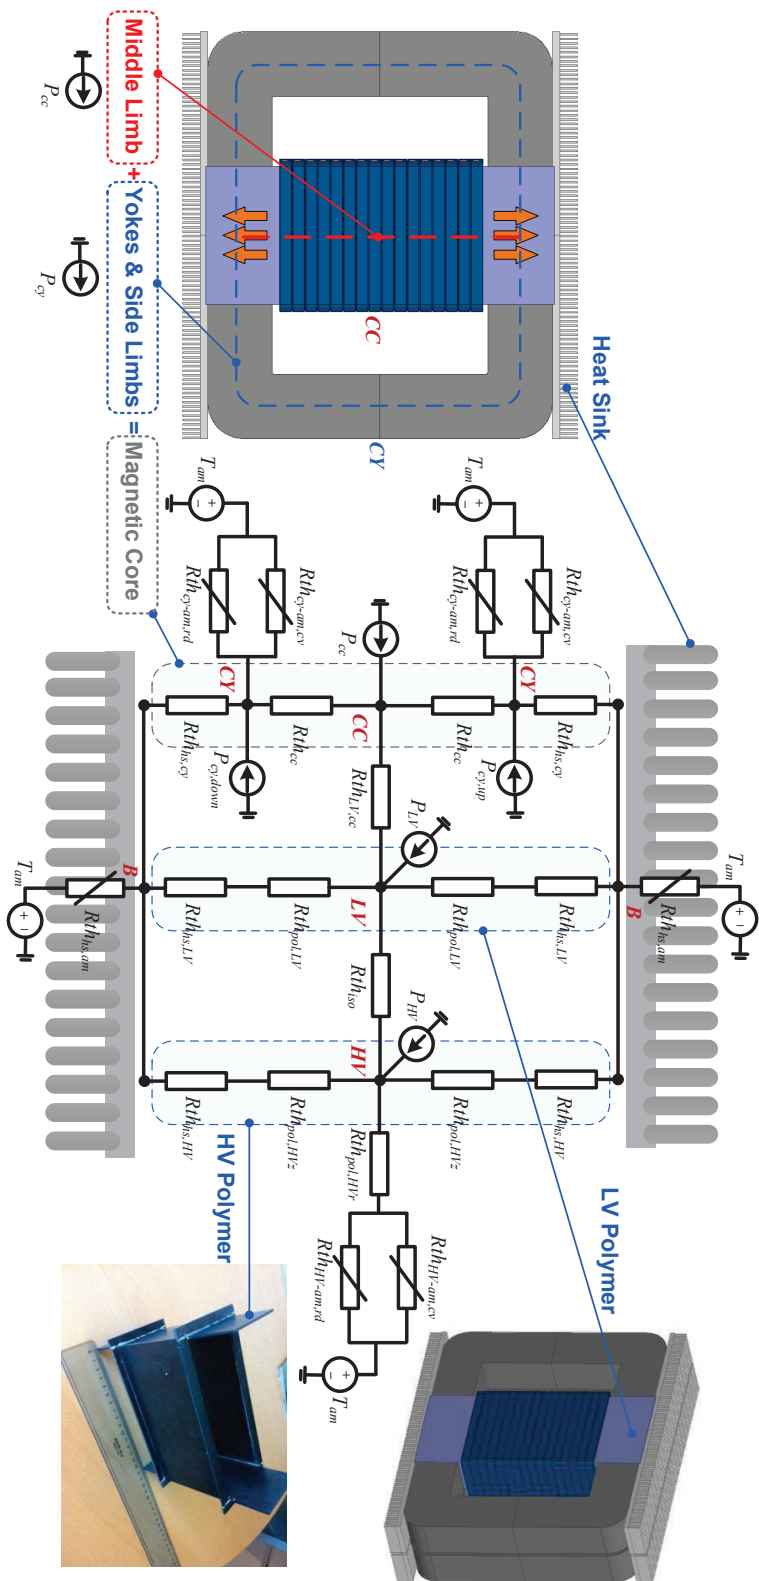 Middle Limb + Yokes & Side Limbs = Magnetic Core
P_cc
P_cy
CC
CY
Heat Sink
T_am
T_am
Rth_cy-am,cv
Rth_cy-am,rd
Rth_cy-am,cv
Rth_cy-am,rd
P_cc
CY
CC
CY
Rth_hs,cy
Rth_cc
Rth_cc
Rth_hs,cy
P_cy,up
P_cy,down
Rth_LV,cc
P_LV
T_am
Rth_hs,am
B
Rth_hs,LV
Rth_pol,LV
LV
Rth_pol,LV
Rth_hs,LV
B
Rth_hs,am
T_am
Rth_iso
P_HV
HV
Rth_hs,HV
Rth_pol,HVz
Rth_pol,HVz
Rth_hs,HV
Rth_pol,HVr
HV Polymer
LV Polymer
Rth_HV-am,cv
Rth_HV-am,rd
T_am